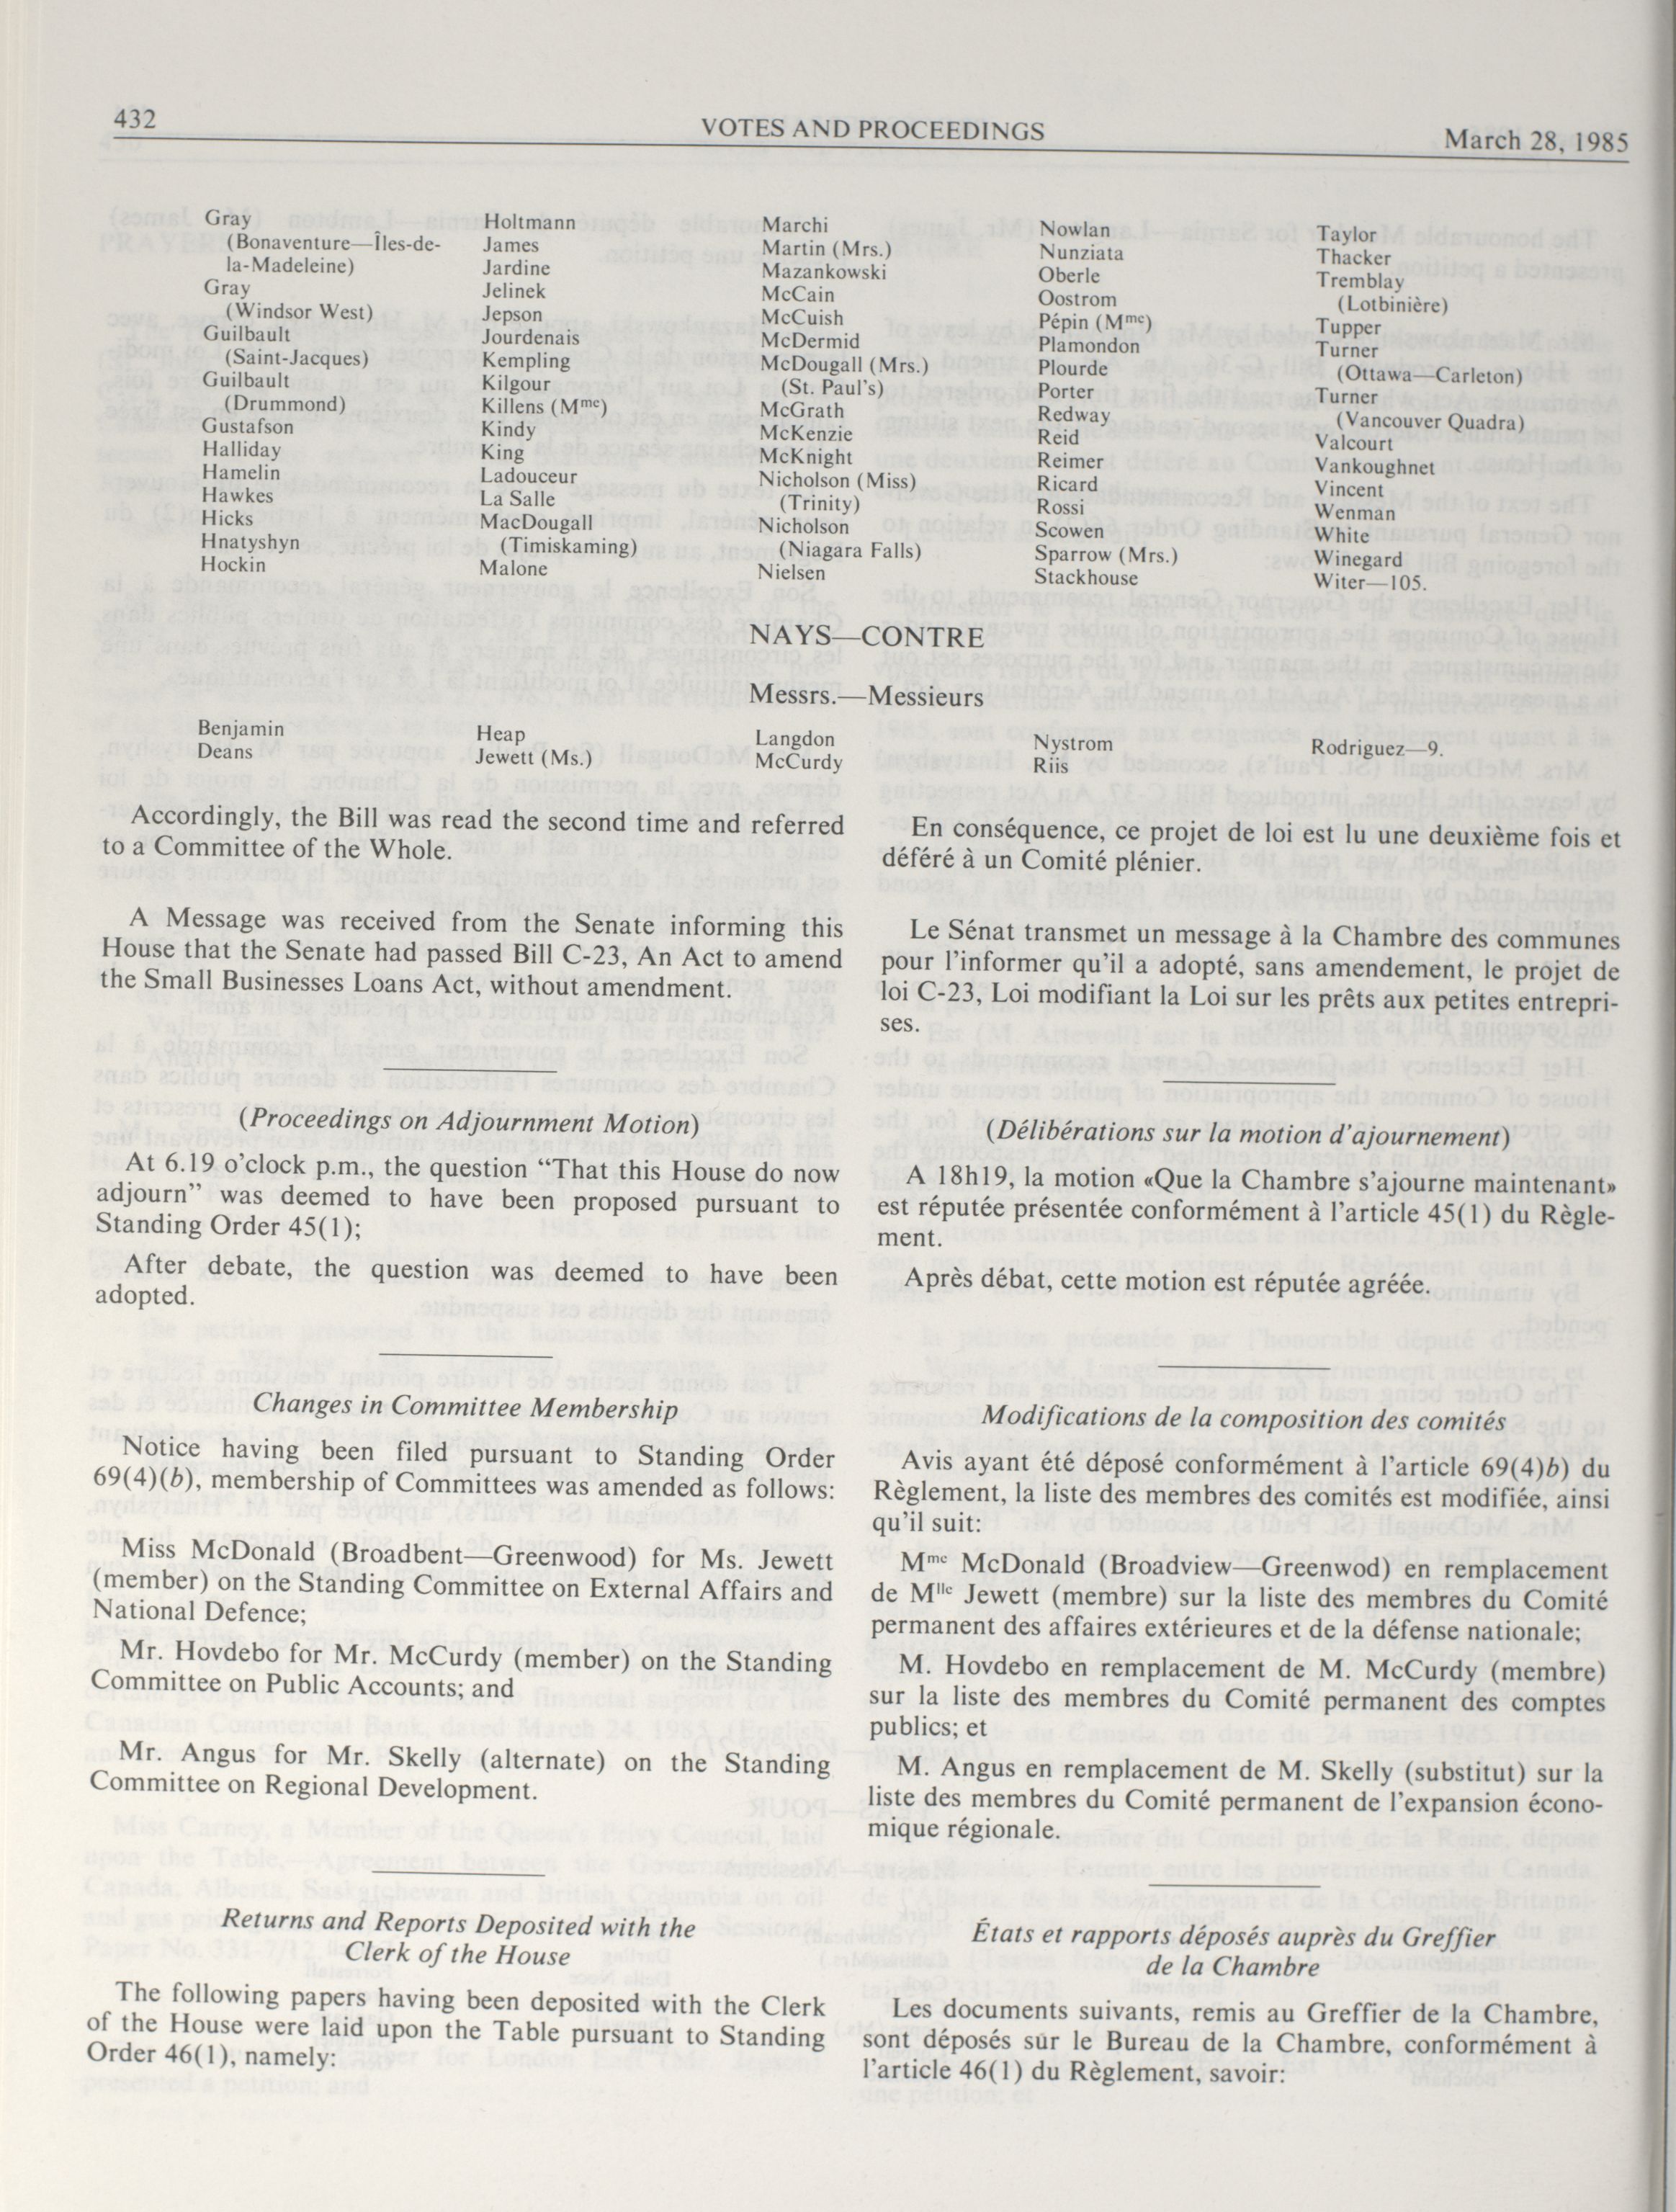 432
VOTES AND PROCEEDINGS
March 28, 1985
Gray
(Bonaventure—Îles-de-
la-Madeleine)
Gray
(Windsor West)
Guilbault
(Saint-Jacques)
Guilbault
(Drummond)
Gustafson
Halliday
Hamelin
Hawkes
Hicks
Hnatyshyn
Hockin
Holtmann
James
Jardine
Jelinek
Jepson
Jourdenais
Kempling
Kilgour
Killens (Mme)
Kindy
King
Ladouceur
La Salle
MacDougall
(Timiskaming)
Malone
Marchi
Martin (Mrs.)
Mazankowski
McCain
McCuish
McDermid
McDougall (Mrs.)
(St. Paul's)
McGrath
McKenzie
McKnight
Nicholson (Miss)
(Trinity)
Nicholson
(Niagara Falls)
Nielsen
Nowlan
Nunziata
Oberle
Oostrom
Pépin (Mme)
Plamondon
Plourde
Porter
Redway
Reid
Reimer
Ricard
Rossi
Scowen
Sparrow (Mrs.)
Stackhouse
Taylor
Thacker
Tremblay
(Lotbinière)
Tupper
Turner
(Ottawa—Carleton)
Turner
(Vancouver Quadra)
Valcourt
Vankoughnet
Vincent
Wenman
White
Winegard
Witer—105.
NAYS—CONTRE
Messrs.—Messieurs
Benjamin
Deans
Heap
Jewett (Ms.)
Langdon
McCurdy
Nystrom
Riis
Rodriguez—9.
Accordingly, the Bill was read the second time and referred
to a Committee of the Whole.
A Message was received from the Senate informing this
House that the Senate had passed Bill C-23, An Act to amend
the Small Businesses Loans Act, without amendment.
(Proceedings on Adjournment Motion)
At 6.19 o'clock p.m., the question “That this House do now
adjourn” was deemed to have been proposed pursuant to
Standing Order 45(1);
After debate, the question was deemed to have been
adopted.
Changes in Committee Membership
Notice having been filed pursuant to Standing Order
69(4)(b), membership of Committees was amended as follows:
Miss McDonald (Broadbent—Greenwood) for Ms. Jewett
(member) on the Standing Committee on External Affairs and
National Defence;
Mr. Hovdebo for Mr. McCurdy (member) on the Standing
Committee on Public Accounts; and
Mr. Angus for Mr. Skelly (alternate) on the Standing
Committee on Regional Development.
Returns and Reports Deposited with the
Clerk of the House
The following papers having been deposited with the Clerk
of the House were laid upon the Table pursuant to Standing
Order 46(1), namely:
En conséquence, ce projet de loi est lu une deuxième fois et
déféré à un Comité plénier.
Le Sénat transmet un message à la Chambre des communes
pour l'informer qu'il a adopté, sans amendement, le projet de
loi C-23, Loi modifiant la Loi sur les prêts aux petites entrepri-
ses.
(Délibérations sur la motion d'ajournement)
A 18h19, la motion «Que la Chambre s'ajourne maintenant»
est réputée présentée conformément à l'article 45(1) du Règle-
ment.
Après débat, cette motion est réputée agréée.
Modifications de la composition des comités
Avis ayant été déposé conformément à l'article 69(4)b) du
Règlement, la liste des membres des comités est modifiée, ainsi
qu'il suit:
Mme McDonald (Broadview—Greenwod) en remplacement
de Mlle Jewett (membre) sur la liste des membres du Comité
permanent des affaires extérieures et de la défense nationale;
M. Hovdebo en remplacement de M. McCurdy (membre)
sur la liste des membres du Comité permanent des comptes
publics; et
M. Angus en remplacement de M. Skelly (substitut) sur la
liste des membres du Comité permanent de l'expansion écono-
mique régionale.
États et rapports déposés auprès du Greffier
de la Chambre
Les documents suivants, remis au Greffier de la Chambre,
sont déposés sur le Bureau de la Chambre, conformément à
l'article 46(1) du Règlement, savoir: